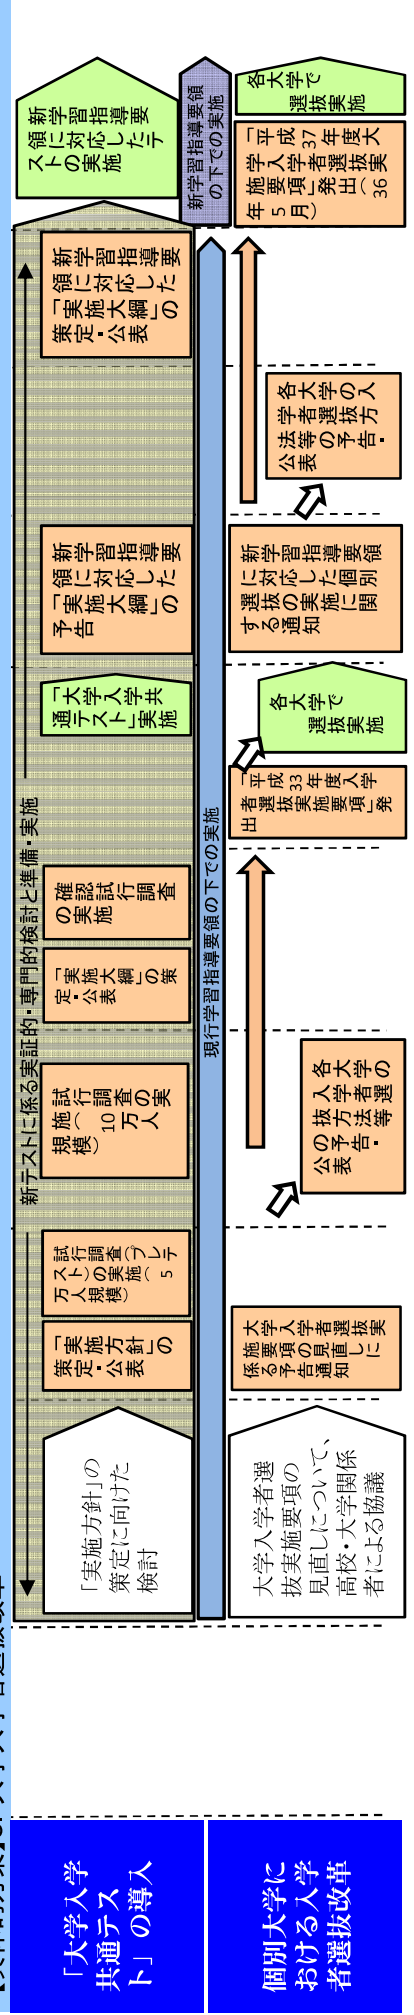 「大学入学
共通テス
ト」の導入
新テストに係る実証的・専門的検討と準備・実施
「実施方針」の
策定に向けた
検討
「実施方針」の
策定・公表
試行調査(プレテ
スト)の実施(5
万人規模)
試行調査の実
施(10万人
規模)
「実施大綱」の策
定・公表
確認試行調査
の実施
「大学入学共
通テスト」実施
新学習指導要
領に対応した
「実施大綱」の
予告
新学習指導要
領に対応した
「実施大綱」の
策定・公表
新学習指導要
領に対応したテ
ストの実施
現行学習指導要領の下での実施
新学習指導要領
の下での実施
個別大学に
おける入学
者選抜改革
大学入学者選
抜実施要項の
見直しについて、
高校・大学関係
者による協議
大学入学者選抜実
施要項の見直しに
係る予告通知
各大学の
入学者選
抜方法等
の予告・
公表
「平成33年度入学
者選抜実施要項」発
出
各大学で
選抜実施
新学習指導要領
に対応した個別
選抜の実施に関
する通知
各大学の入
学者選抜方
法等の予告・
公表
「平成37年度大
学入学者選抜実
施要項」発出(36
年5月)
各大学で
選抜実施